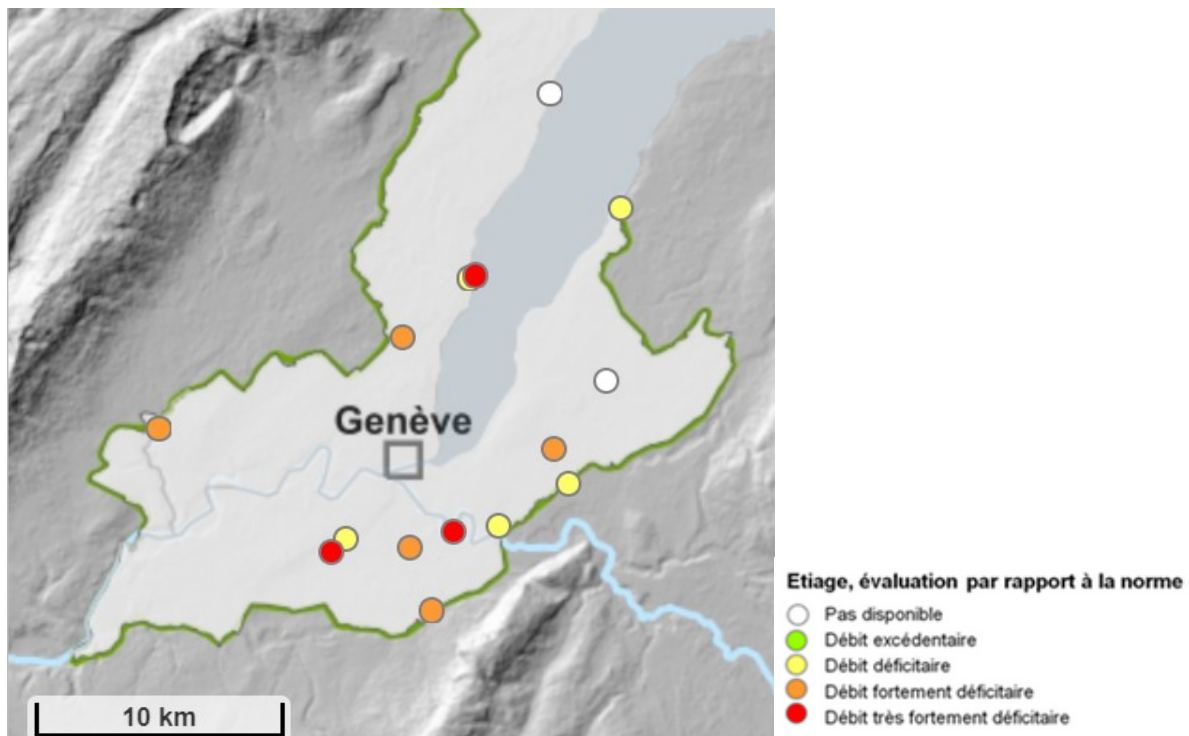 Genève
10 km
Etiage, évaluation par rapport à la norme
Pas disponible
Débit excédentaire
Débit déficitaire
Débit fortement déficitaire
Débit très fortement déficitaire